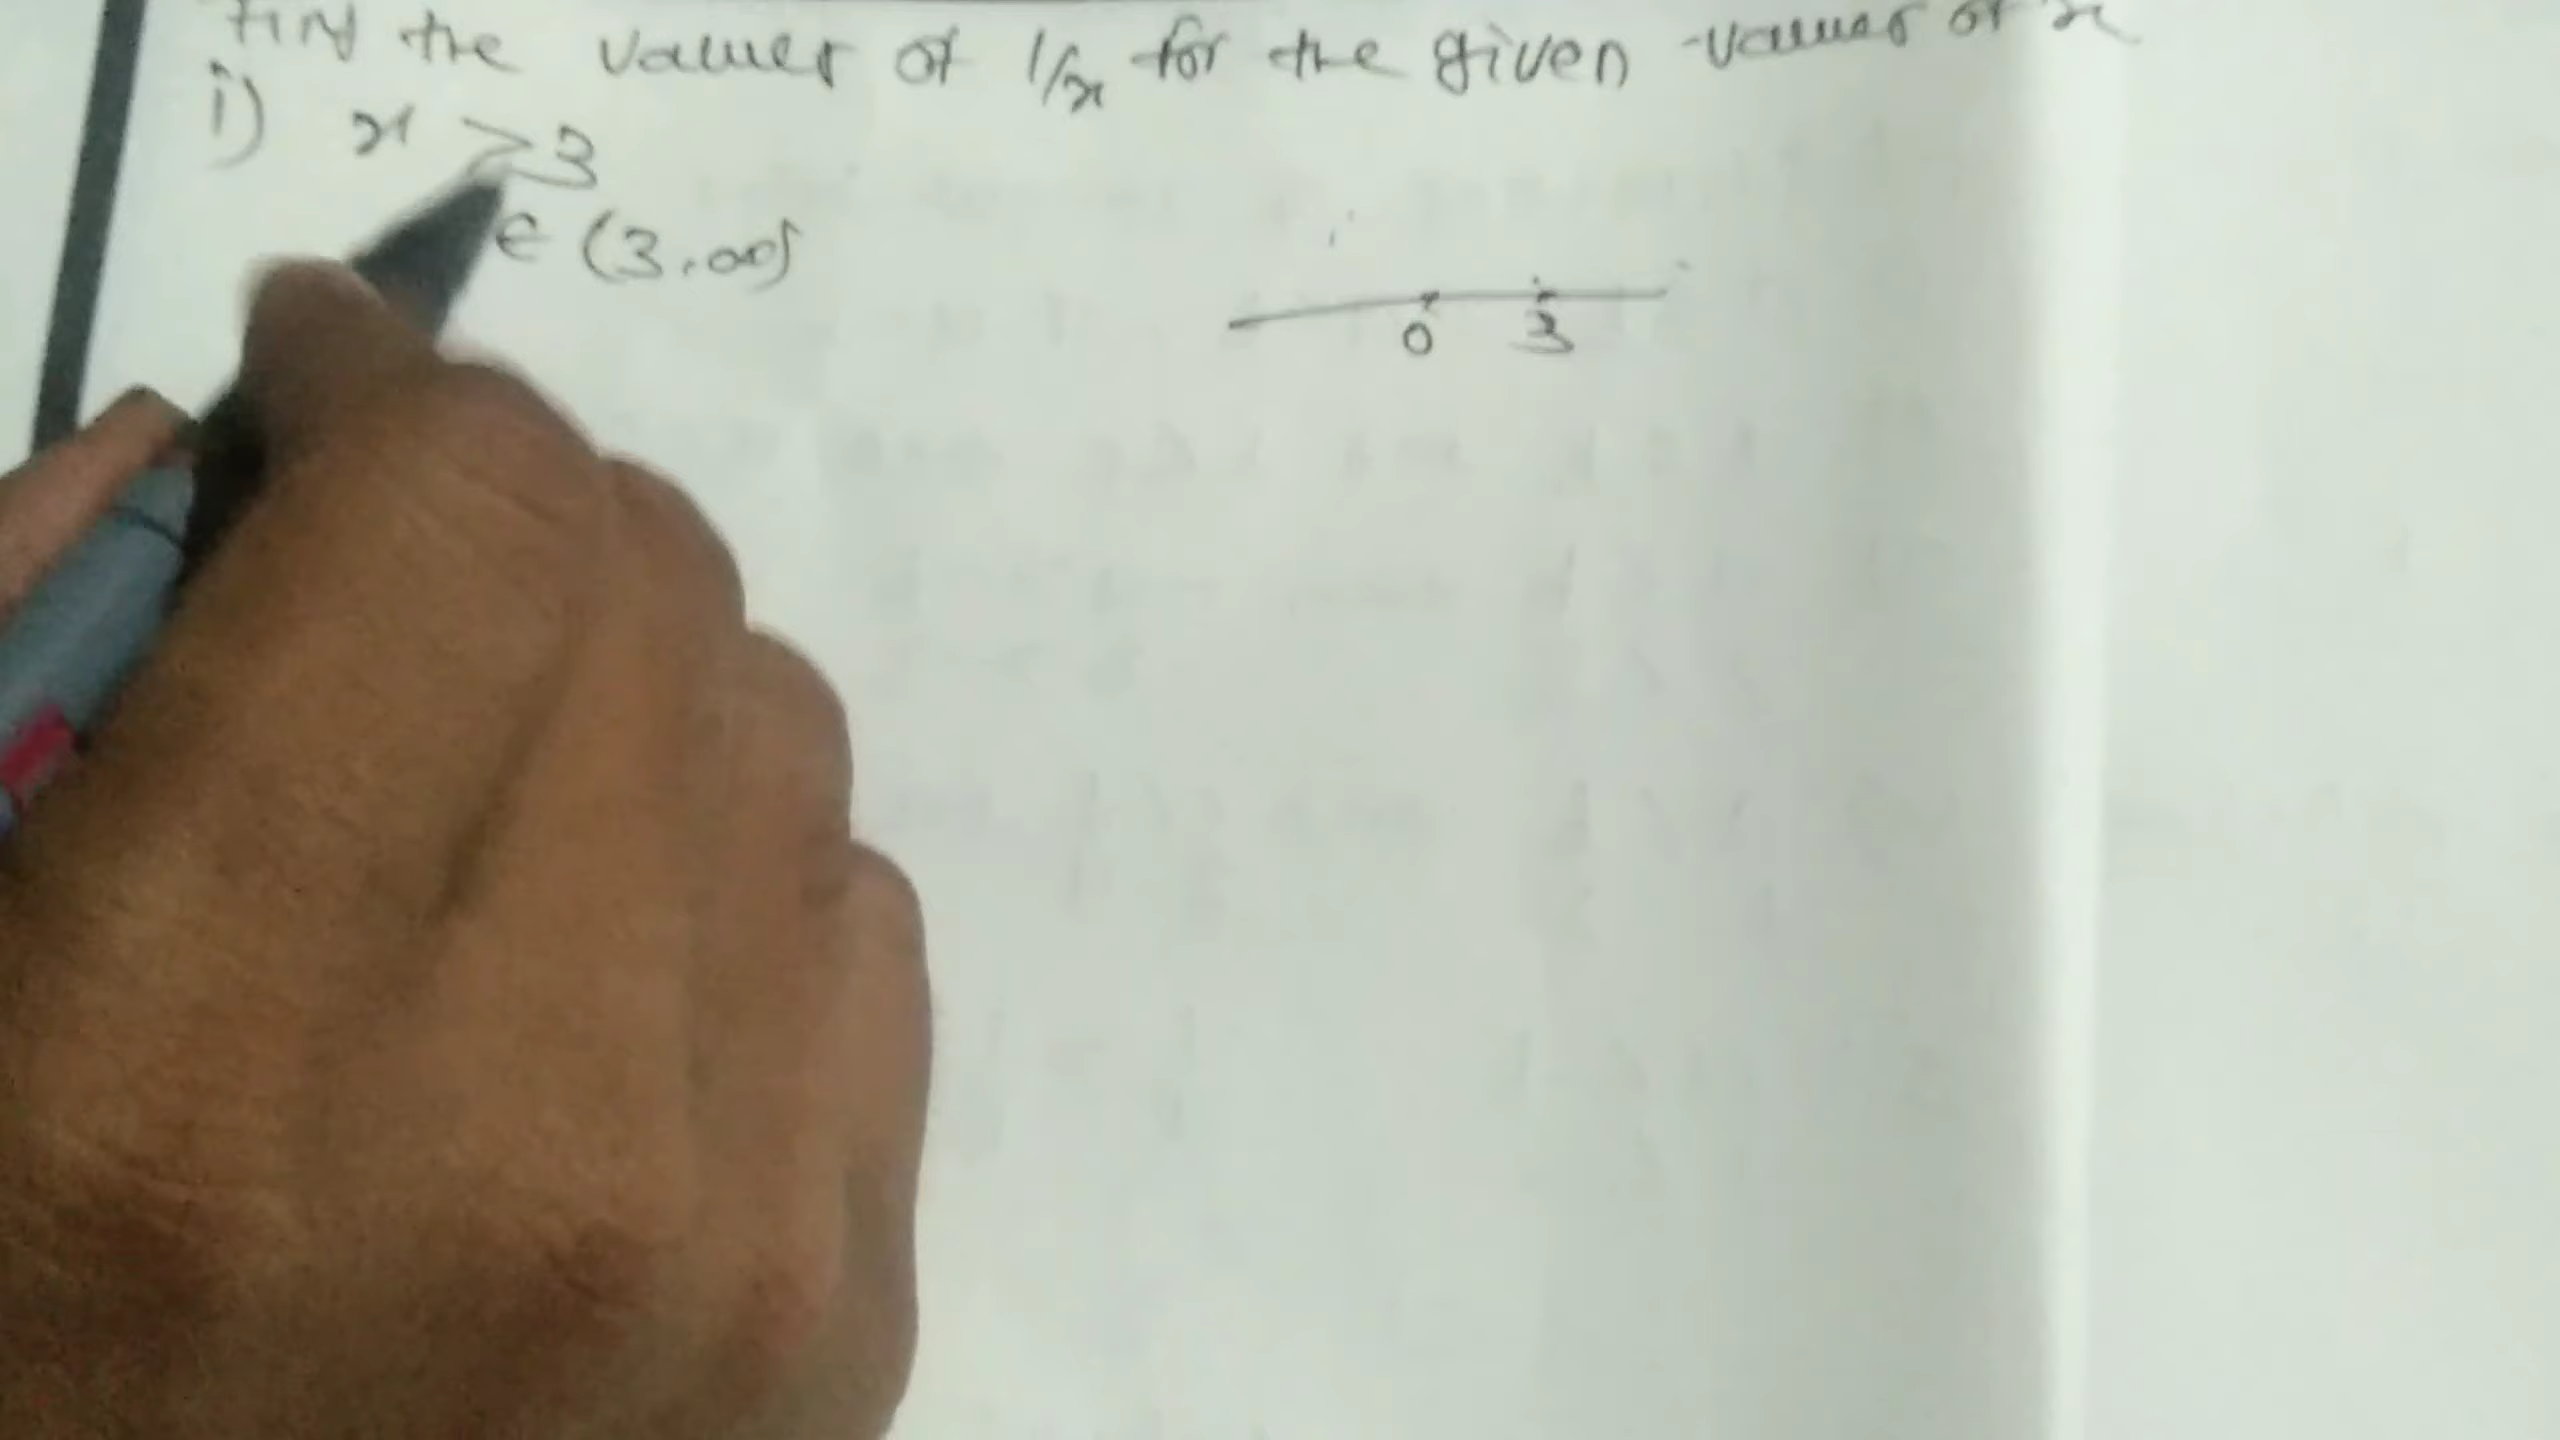 Find the values of 1/x for the given values of x
i) x > 3
∈ (3, ∞)
0 3